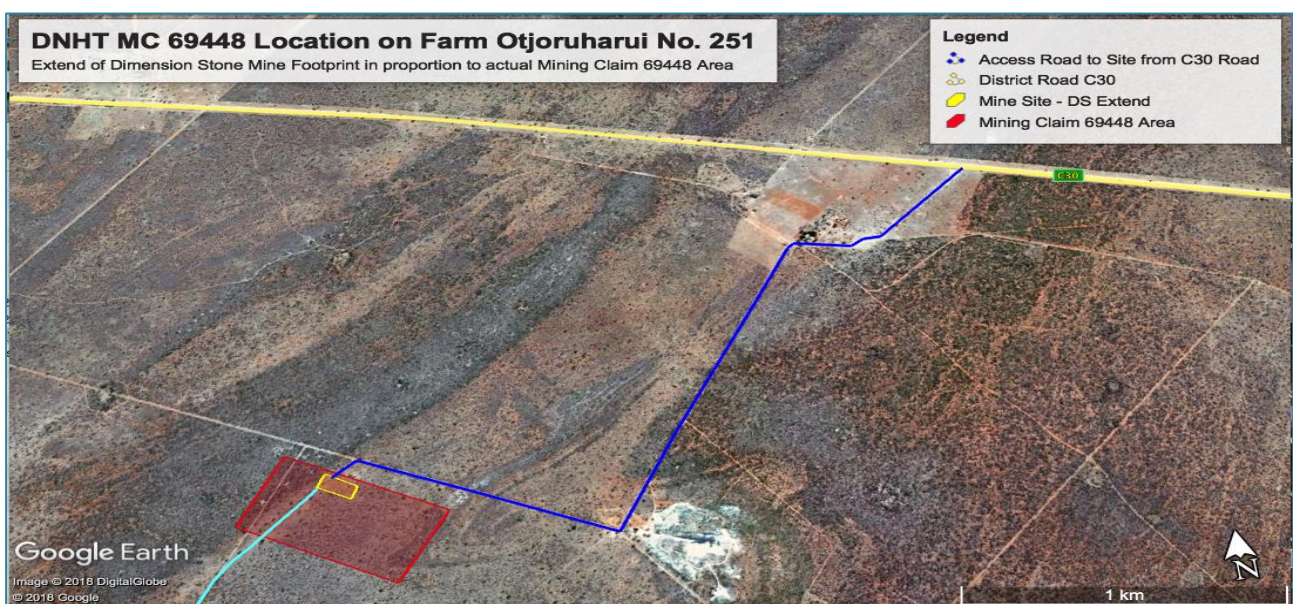 DNHT MC 69448 Location on Farm Otjoruharui No. 251
Extend of Dimension Stone Mine Footprint in proportion to actual Mining Claim 69448 Area
Legend
Access Road to Site from C30 Road
District Road C30
Mine Site - DS Extend
Mining Claim 69448 Area
C30
Google Earth
Image © 2018 DigitalGlobe
© 2018 Google
N
1 km